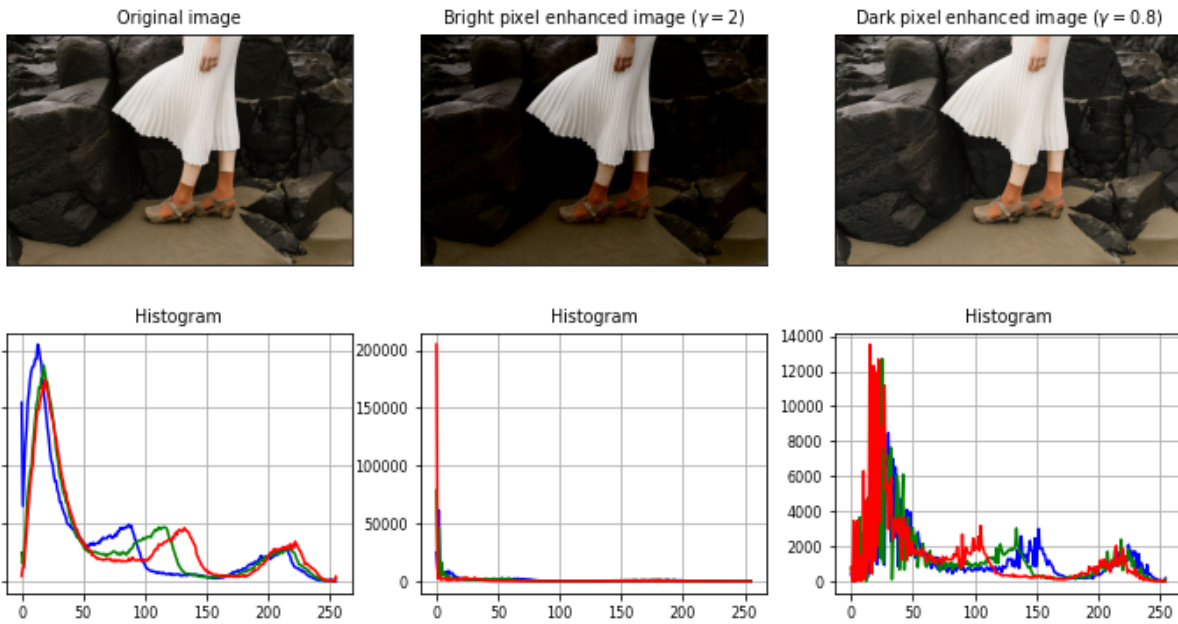 Original image
Bright pixel enhanced image (γ = 2)
Dark pixel enhanced image (γ = 0.8)
Histogram
Histogram
Histogram
200000
150000
100000
50000
0
14000
12000
10000
8000
6000
4000
2000
0
0 50 100 150 200 250
0 50 100 150 200 250
0 50 100 150 200 250